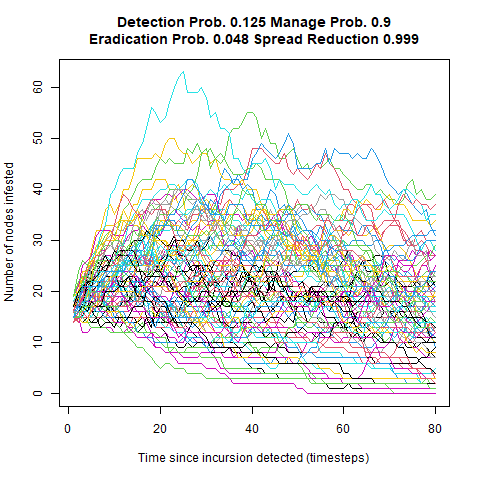 Detection Prob. 0.125 Manage Prob. 0.9
Eradication Prob. 0.048 Spread Reduction 0.999
Number of nodes infested
60
50
40
30
20
10
0
0 20 40 60 80
Time since incursion detected (timesteps)